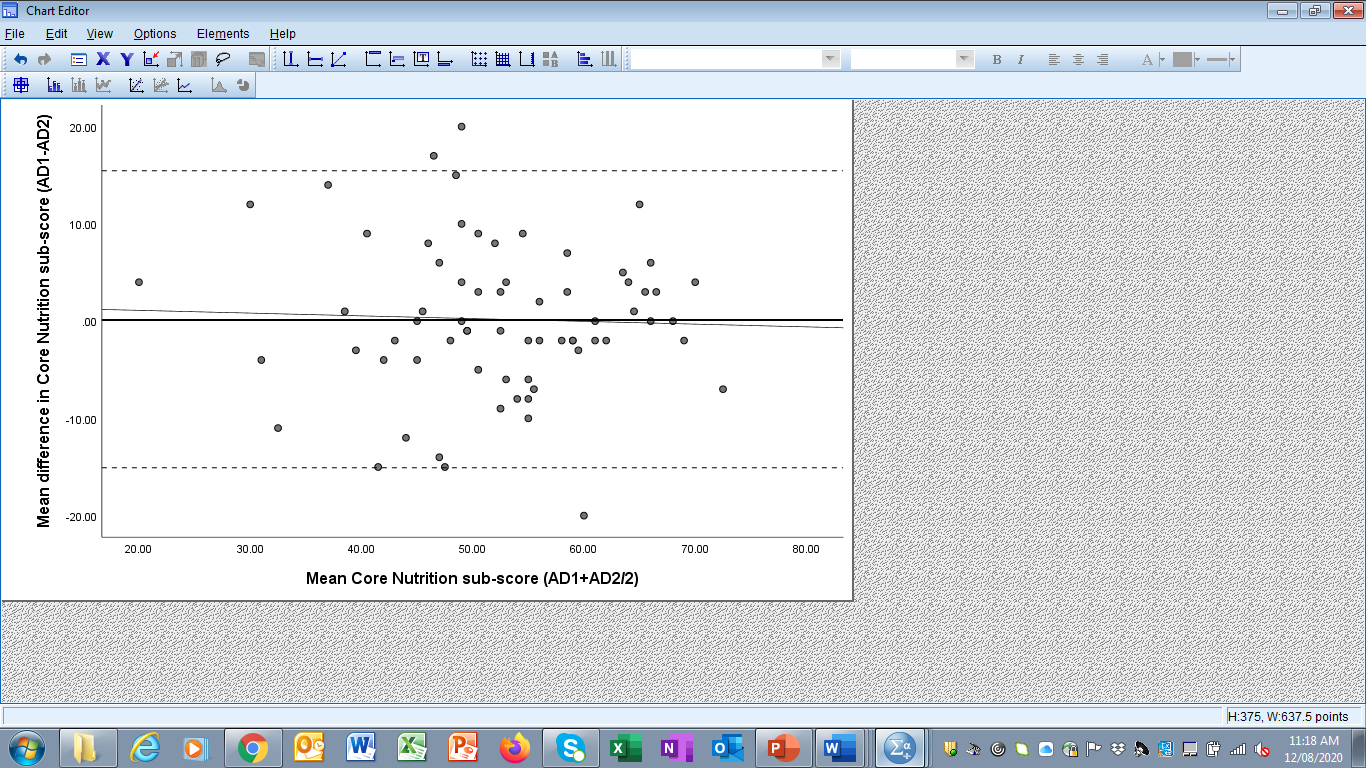 Chart Editor
File Edit View Options Elements Help
X Y
B I A
Mean difference in Core Nutrition sub-score (AD1-AD2)
20.00
10.00
.00
-10.00
-20.00
20.00 30.00 40.00 50.00 60.00 70.00 80.00
Mean Core Nutrition sub-score (AD1+AD2/2)
H:375, W:637.5 points
11:18 AM
12/08/2020